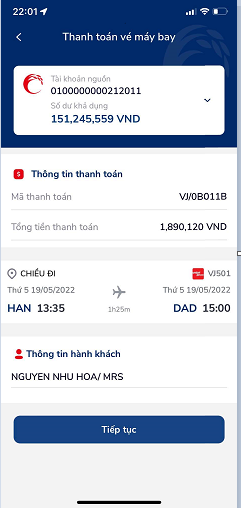 22:01
Thanh toán vé máy bay
Tài khoản nguồn
0100000000212011
Số dư khả dụng
151,245,559 VND
Thông tin thanh toán
Mã thanh toán VJ/0B011B
Tổng tiền thanh toán 1,890,120 VND
CHIỀU ĐI VJ501
Thứ 5 19/05/2022 Thứ 5 19/05/2022
HAN 13:35 1h25m DAD 15:00
Thông tin hành khách
NGUYEN NHU HOA/ MRS
Tiếp tục